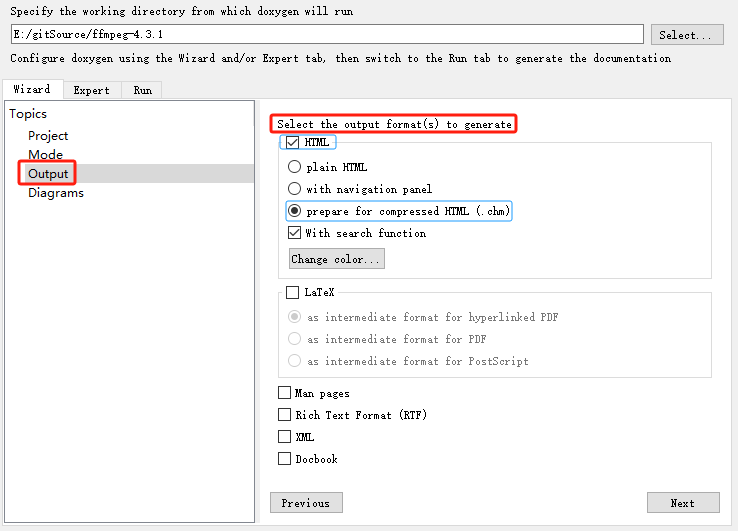 Specify the working directory from which doxygen will run
E:/gitSource/ffmpeg-4.3.1
Select...
Configure doxygen using the Wizard and/or Expert tab, then switch to the Run tab to generate the documentation
Wizard
Expert
Run
Topics
Project
Mode
Output
Diagrams
Select the output format(s) to generate
HTML
plain HTML
with navigation panel
prepare for compressed HTML (.chm)
With search function
Change color...
LaTeX
as intermediate format for hyperlinked PDF
as intermediate format for PDF
as intermediate format for PostScript
Man pages
Rich Text Format (RTF)
XML
Docbook
Previous
Next